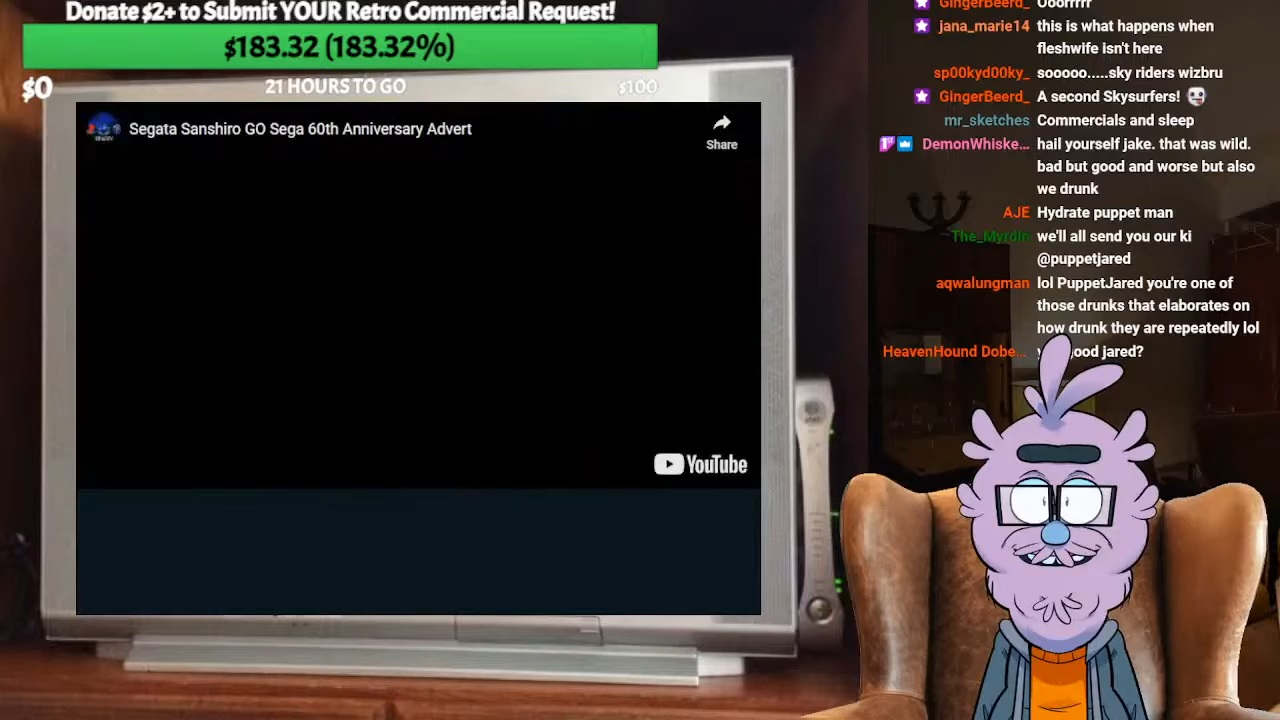 Donate $2+ to Submit YOUR Retro Commercial Request!
$183.32 (183.32%)
$0
21 HOURS TO GO
$100
Segata Sanshiro GO Sega 60th Anniversary Advert
Share
YouTube
GingerBeerd_ Ooorrrrr
jana_marie14 this is what happens when
fleshwife isn't here
sp00kyd00ky_ sooooo.....sky riders wizbru
GingerBeerd_ A second Skysurfers!
mr_sketches Commercials and sleep
DemonWhiske... hail yourself jake. that was wild.
bad but good and worse but also
we drunk
AJE Hydrate puppet man
The_Myrdin we'll all send you our ki
@puppetjared
aqwalungman lol PuppetJared you're one of
those drunks that elaborates on
how drunk they are repeatedly lol
HeavenHound Dobe... jared?